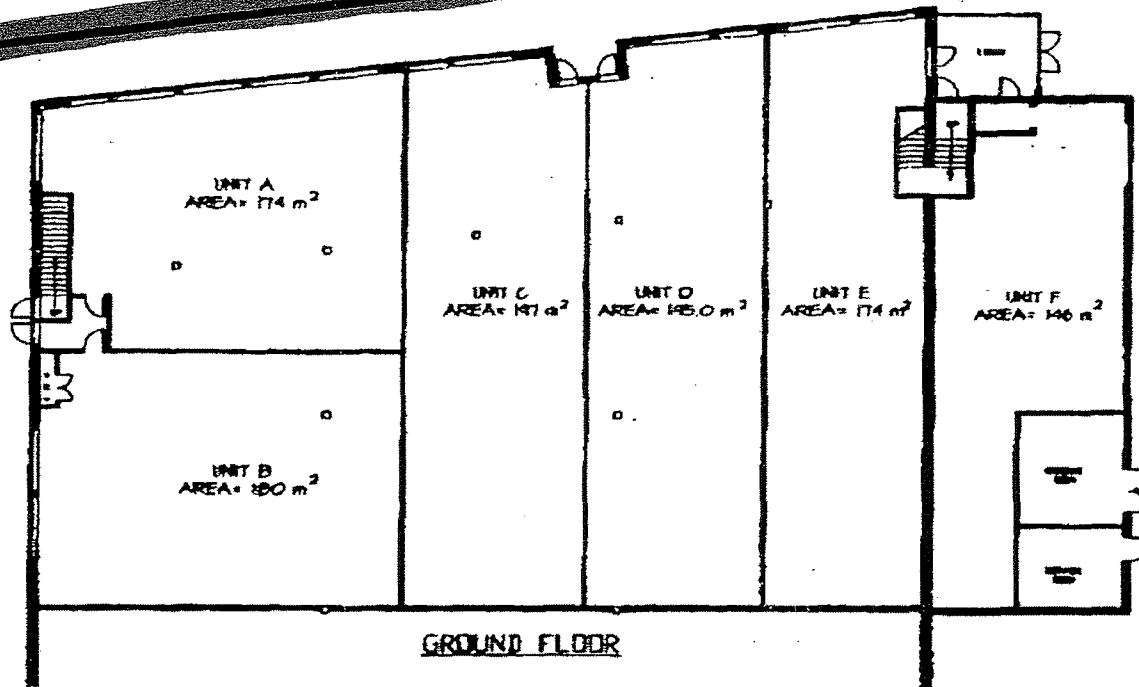 UNIT A
AREA= 174 m²
UNIT C
AREA= 197 m²
UNIT D
AREA= 195.0 m²
UNIT E
AREA= 174 m²
UNIT F
AREA= 146 m²
UNIT B
AREA= 180 m²
GROUND FLOOR